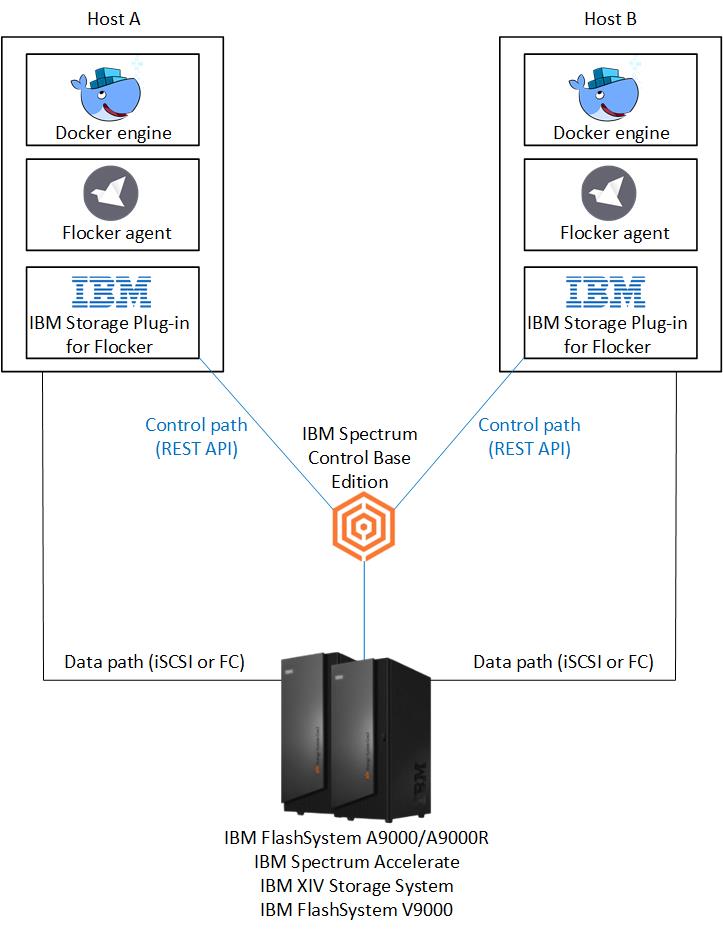 Host A
Host B
Docker engine
Docker engine
Flocker agent
Flocker agent
IBM
IBM Storage Plug-in
for Flocker
IBM
IBM Storage Plug-in
for Flocker
Control path
(REST API)
IBM Spectrum
Control Base
Edition
Control path
(REST API)
Data path (iSCSI or FC)
Data path (iSCSI or FC)
IBM
IBM FlashSystem A9000/A9000R
IBM Spectrum Accelerate
IBM XIV Storage System
IBM FlashSystem V9000